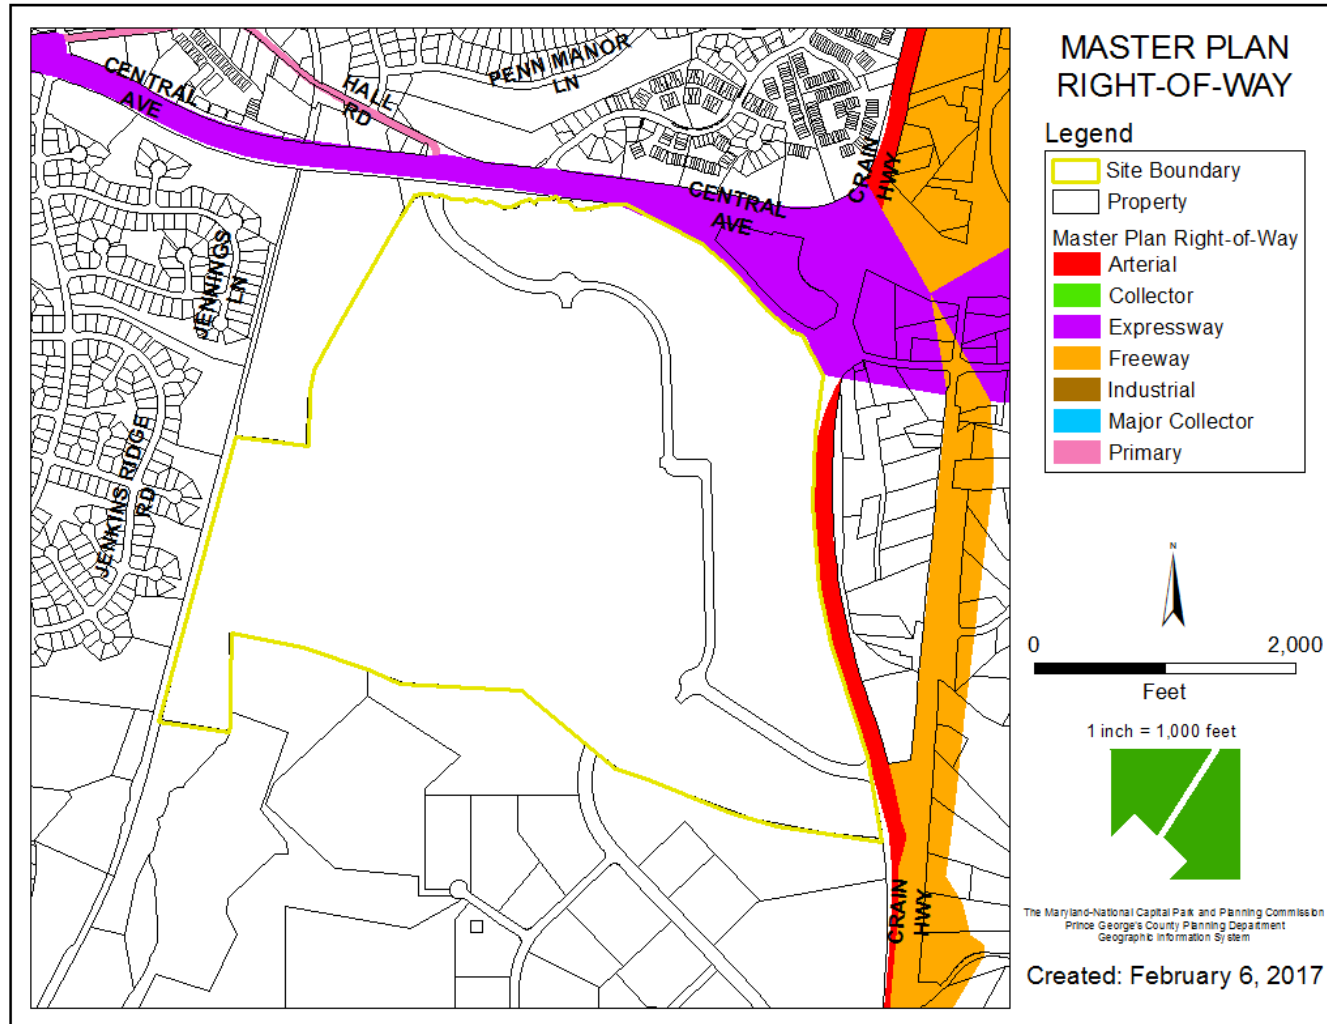 MASTER PLAN
RIGHT-OF-WAY
Legend
Site Boundary
Property
Master Plan Right-of-Way
Arterial
Collector
Expressway
Freeway
Industrial
Major Collector
Primary
N
0 2,000
Feet
1 inch = 1,000 feet
The Maryland-National Capital Park and Planning Commission
Prince George's County Planning Department
Geographic Information System
Created: February 6, 2017
CENTRAL
AVE
HALL
RD
PENN MANOR
LN
CRAIN
HWY
CENTRAL
AVE
JENNINGS
LN
JENKINS RIDGE
RD
CRAIN
HWY